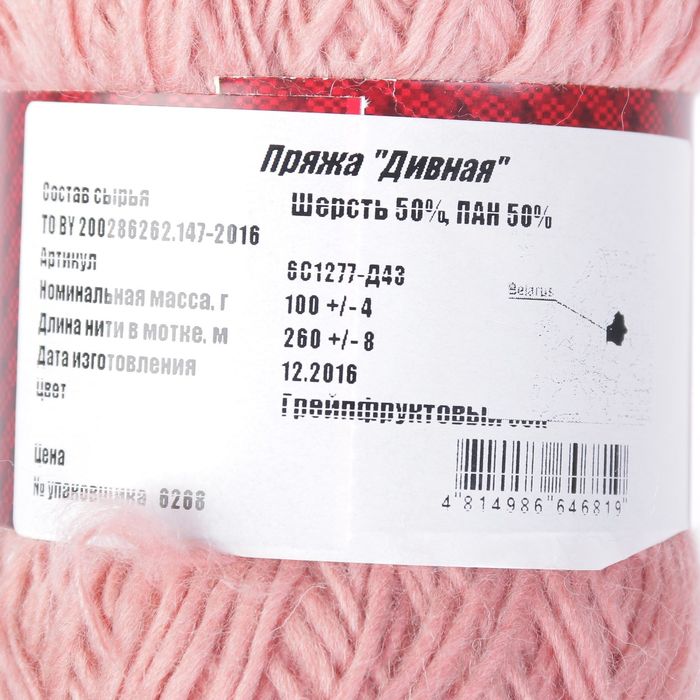 Пряжа "Дивная"
Состав сырья Шерсть 50%, ПАН 50%
ТО BY 200286262.147-2016
Артикул 6С1277-Д43
Номинальная масса, г 100 +/- 4
Длина нити в мотке, м 260 +/- 8
Дата изготовления 12.2016
Цвет Грейпфрутовый
Belarus
Цена
№ упаковщика 6268
4 814986 646819